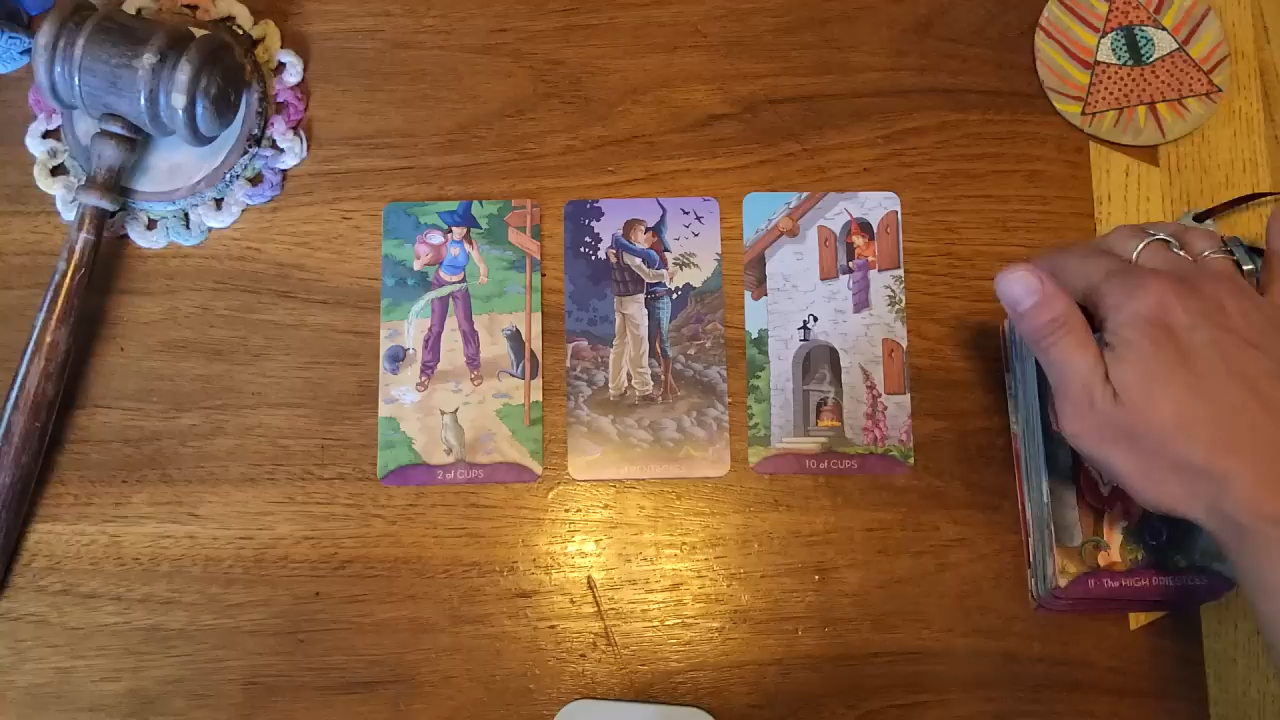 2 of CUPS
10 of CUPS
II - The HIGH PRIESTESS